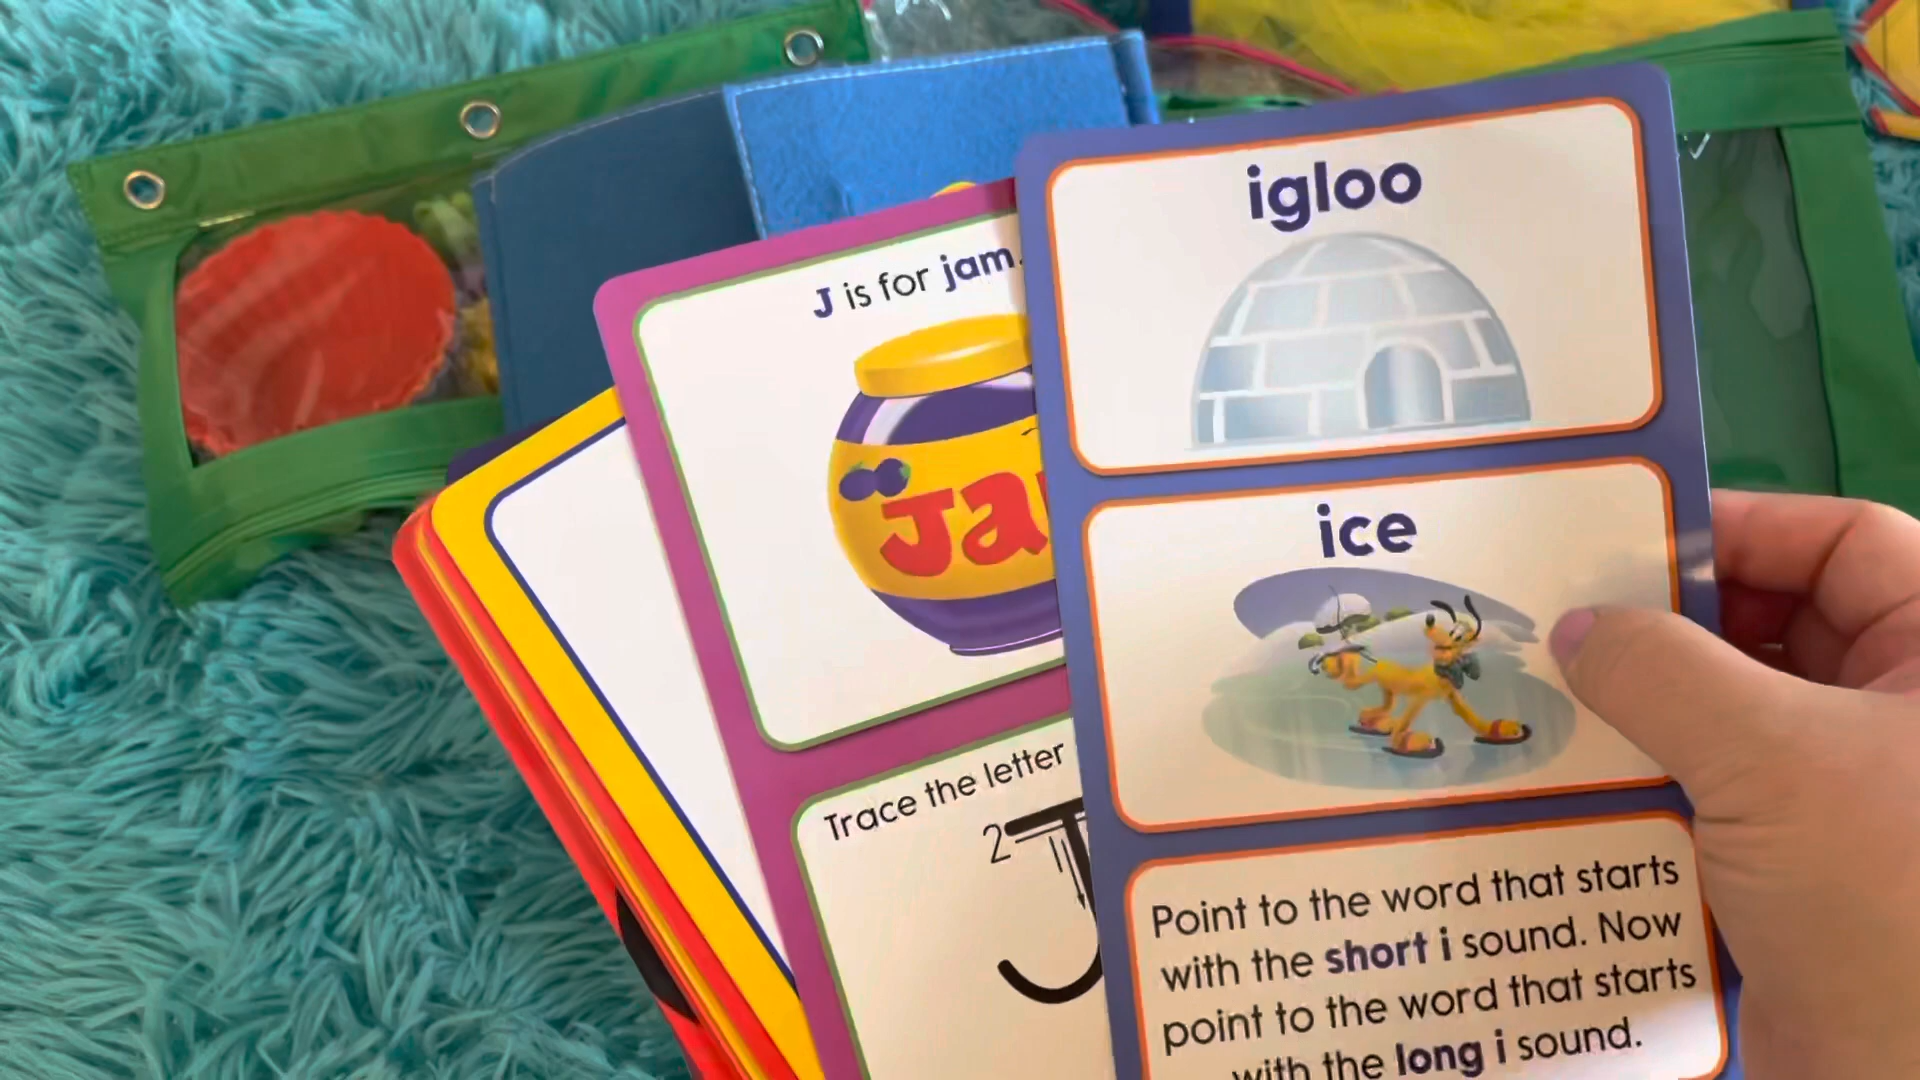 J is for jam.
Ja
Trace the letter
2
1
igloo
ice
Point to the word that starts
with the short i sound. Now
point to the word that starts
with the long i sound.